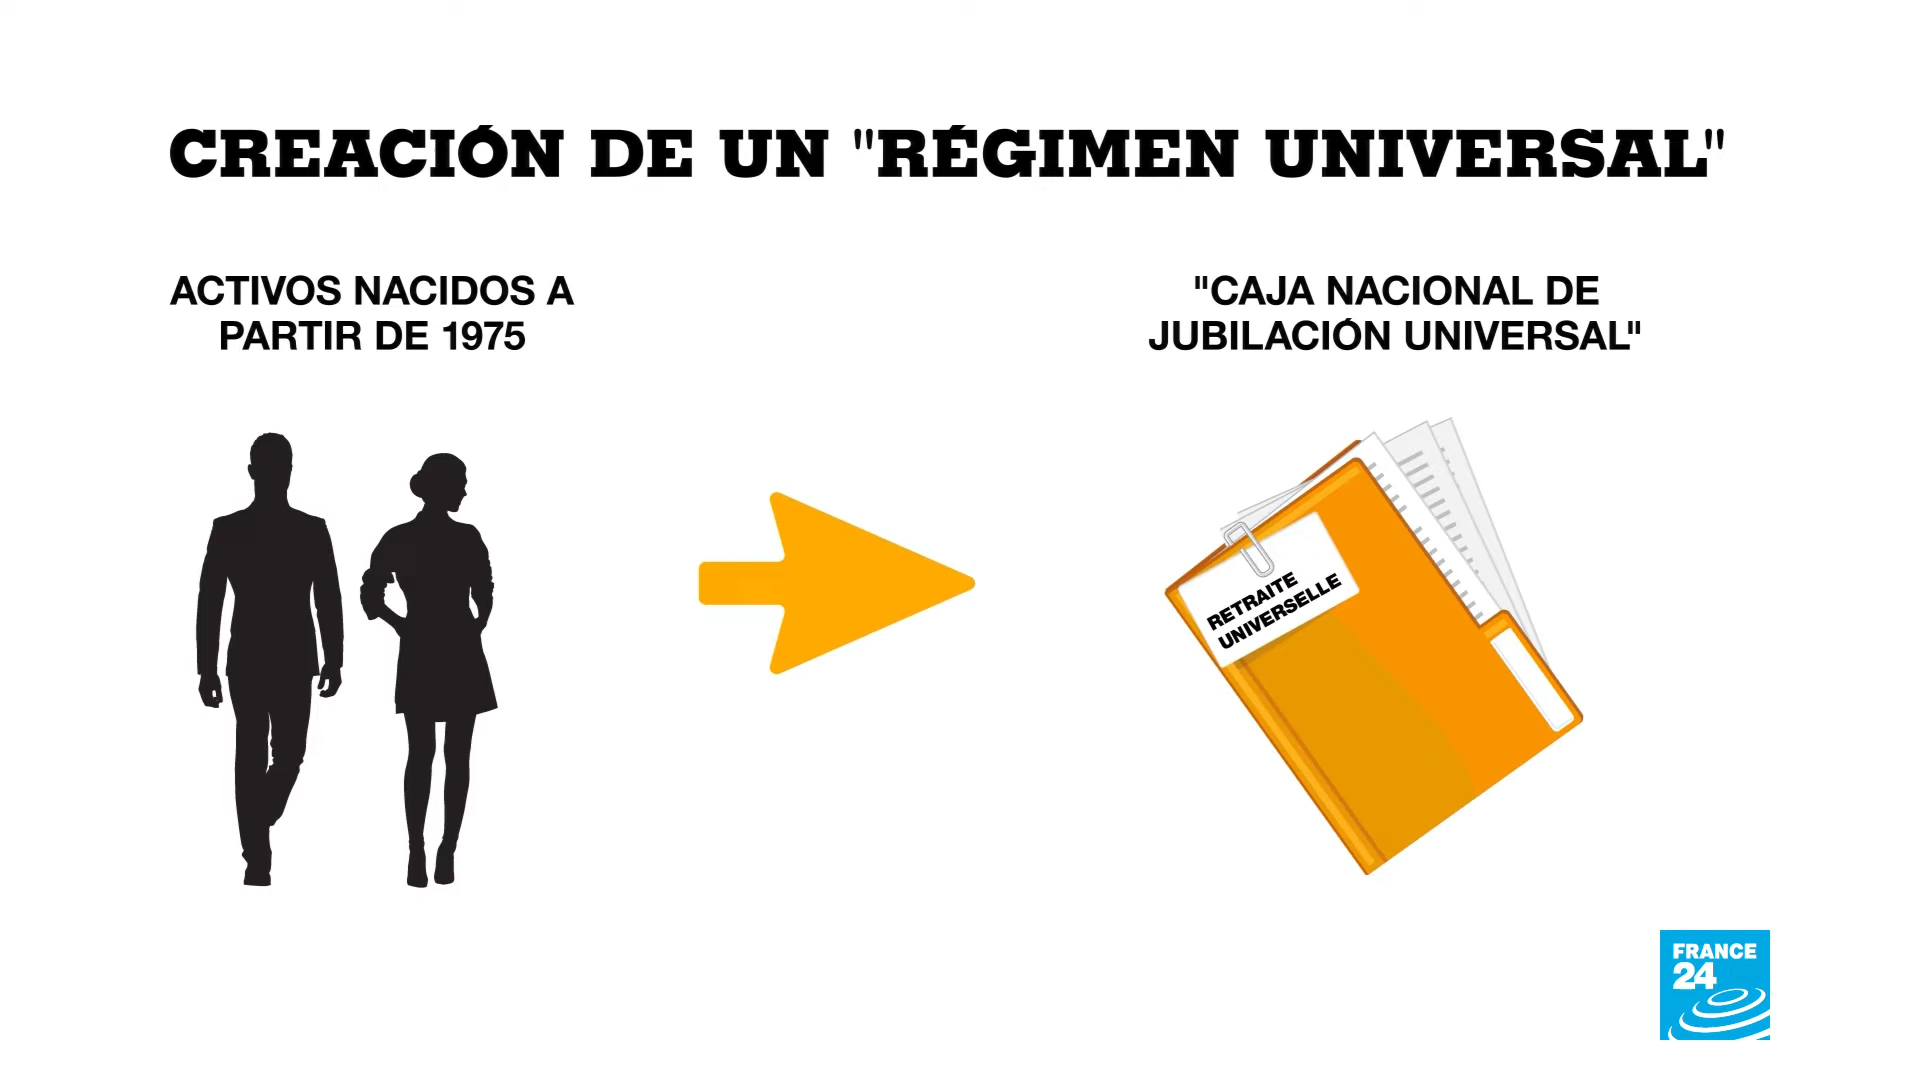 CREACIÓN DE UN "RÉGIMEN UNIVERSAL"
ACTIVOS NACIDOS A
PARTIR DE 1975
"CAJA NACIONAL DE
JUBILACIÓN UNIVERSAL"
RETRAITE
UNIVERSELLE
FRANCE
24